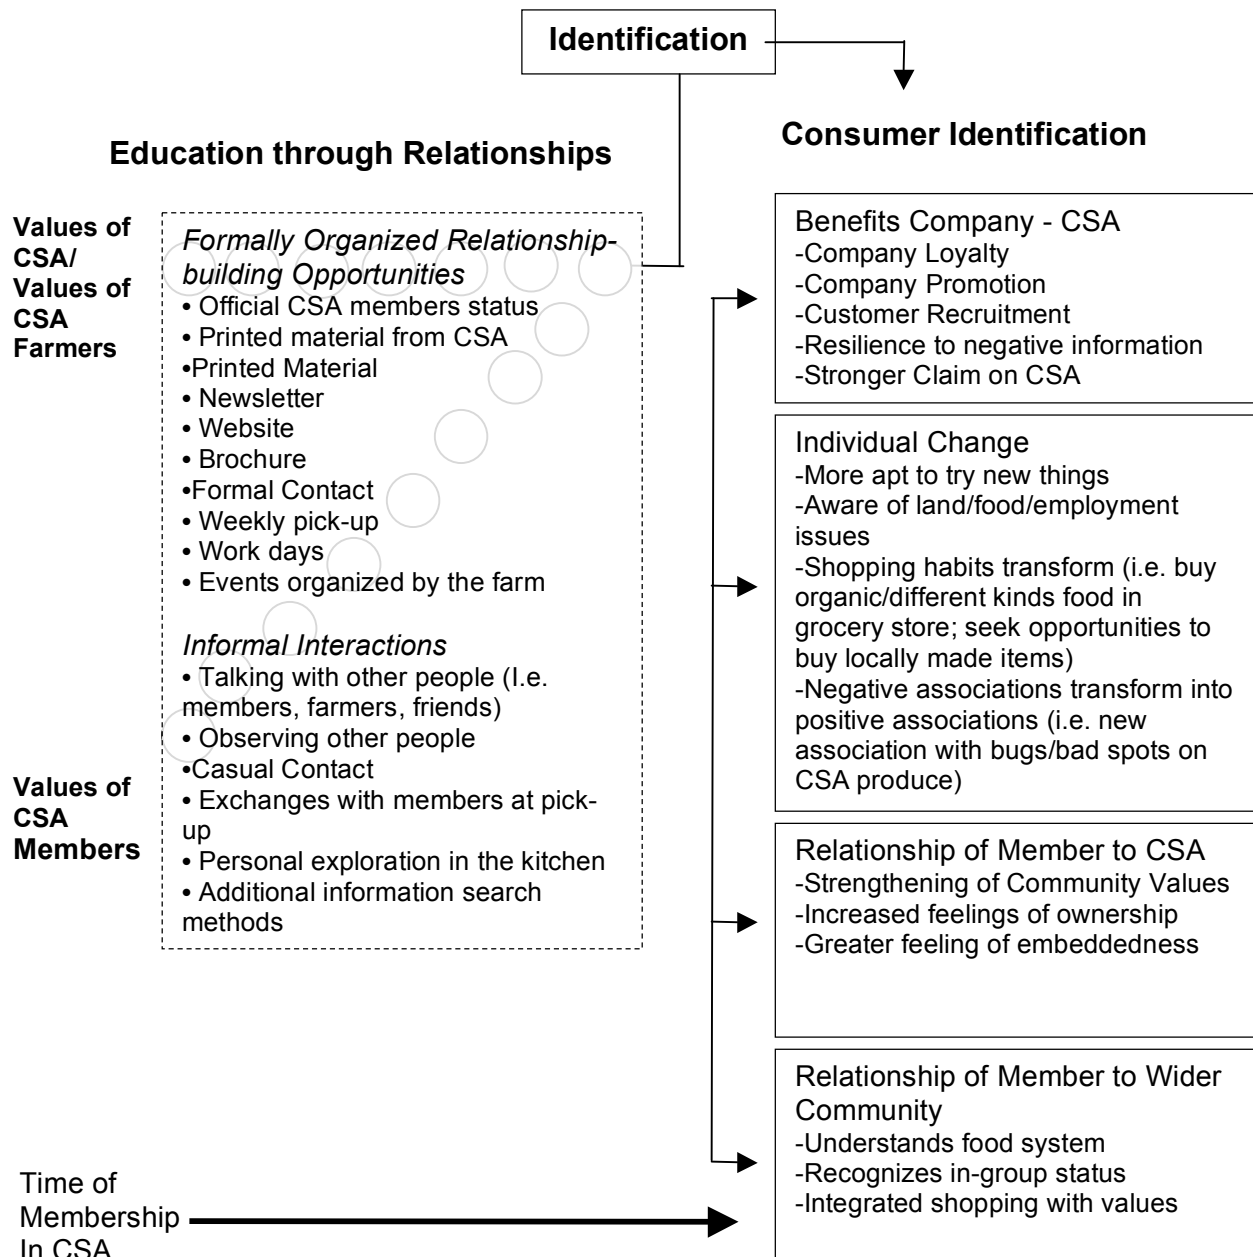 Identification
Education through Relationships
Consumer Identification
Values of
CSA/
Values of
CSA
Farmers
Formally Organized Relationship-
building Opportunities
• Official CSA members status
• Printed material from CSA
•Printed Material
• Newsletter
• Website
• Brochure
•Formal Contact
• Weekly pick-up
• Work days
• Events organized by the farm
Informal Interactions
• Talking with other people (I.e.
members, farmers, friends)
• Observing other people
•Casual Contact
• Exchanges with members at pick-
up
• Personal exploration in the kitchen
• Additional information search
methods
Values of
CSA
Members
Benefits Company - CSA
-Company Loyalty
-Company Promotion
-Customer Recruitment
-Resilience to negative information
-Stronger Claim on CSA
Individual Change
-More apt to try new things
-Aware of land/food/employment
issues
-Shopping habits transform (i.e. buy
organic/different kinds food in
grocery store; seek opportunities to
buy locally made items)
-Negative associations transform into
positive associations (i.e. new
association with bugs/bad spots on
CSA produce)
Relationship of Member to CSA
-Strengthening of Community Values
-Increased feelings of ownership
-Greater feeling of embeddedness
Relationship of Member to Wider
Community
-Understands food system
-Recognizes in-group status
-Integrated shopping with values
Time of
Membership
In CSA